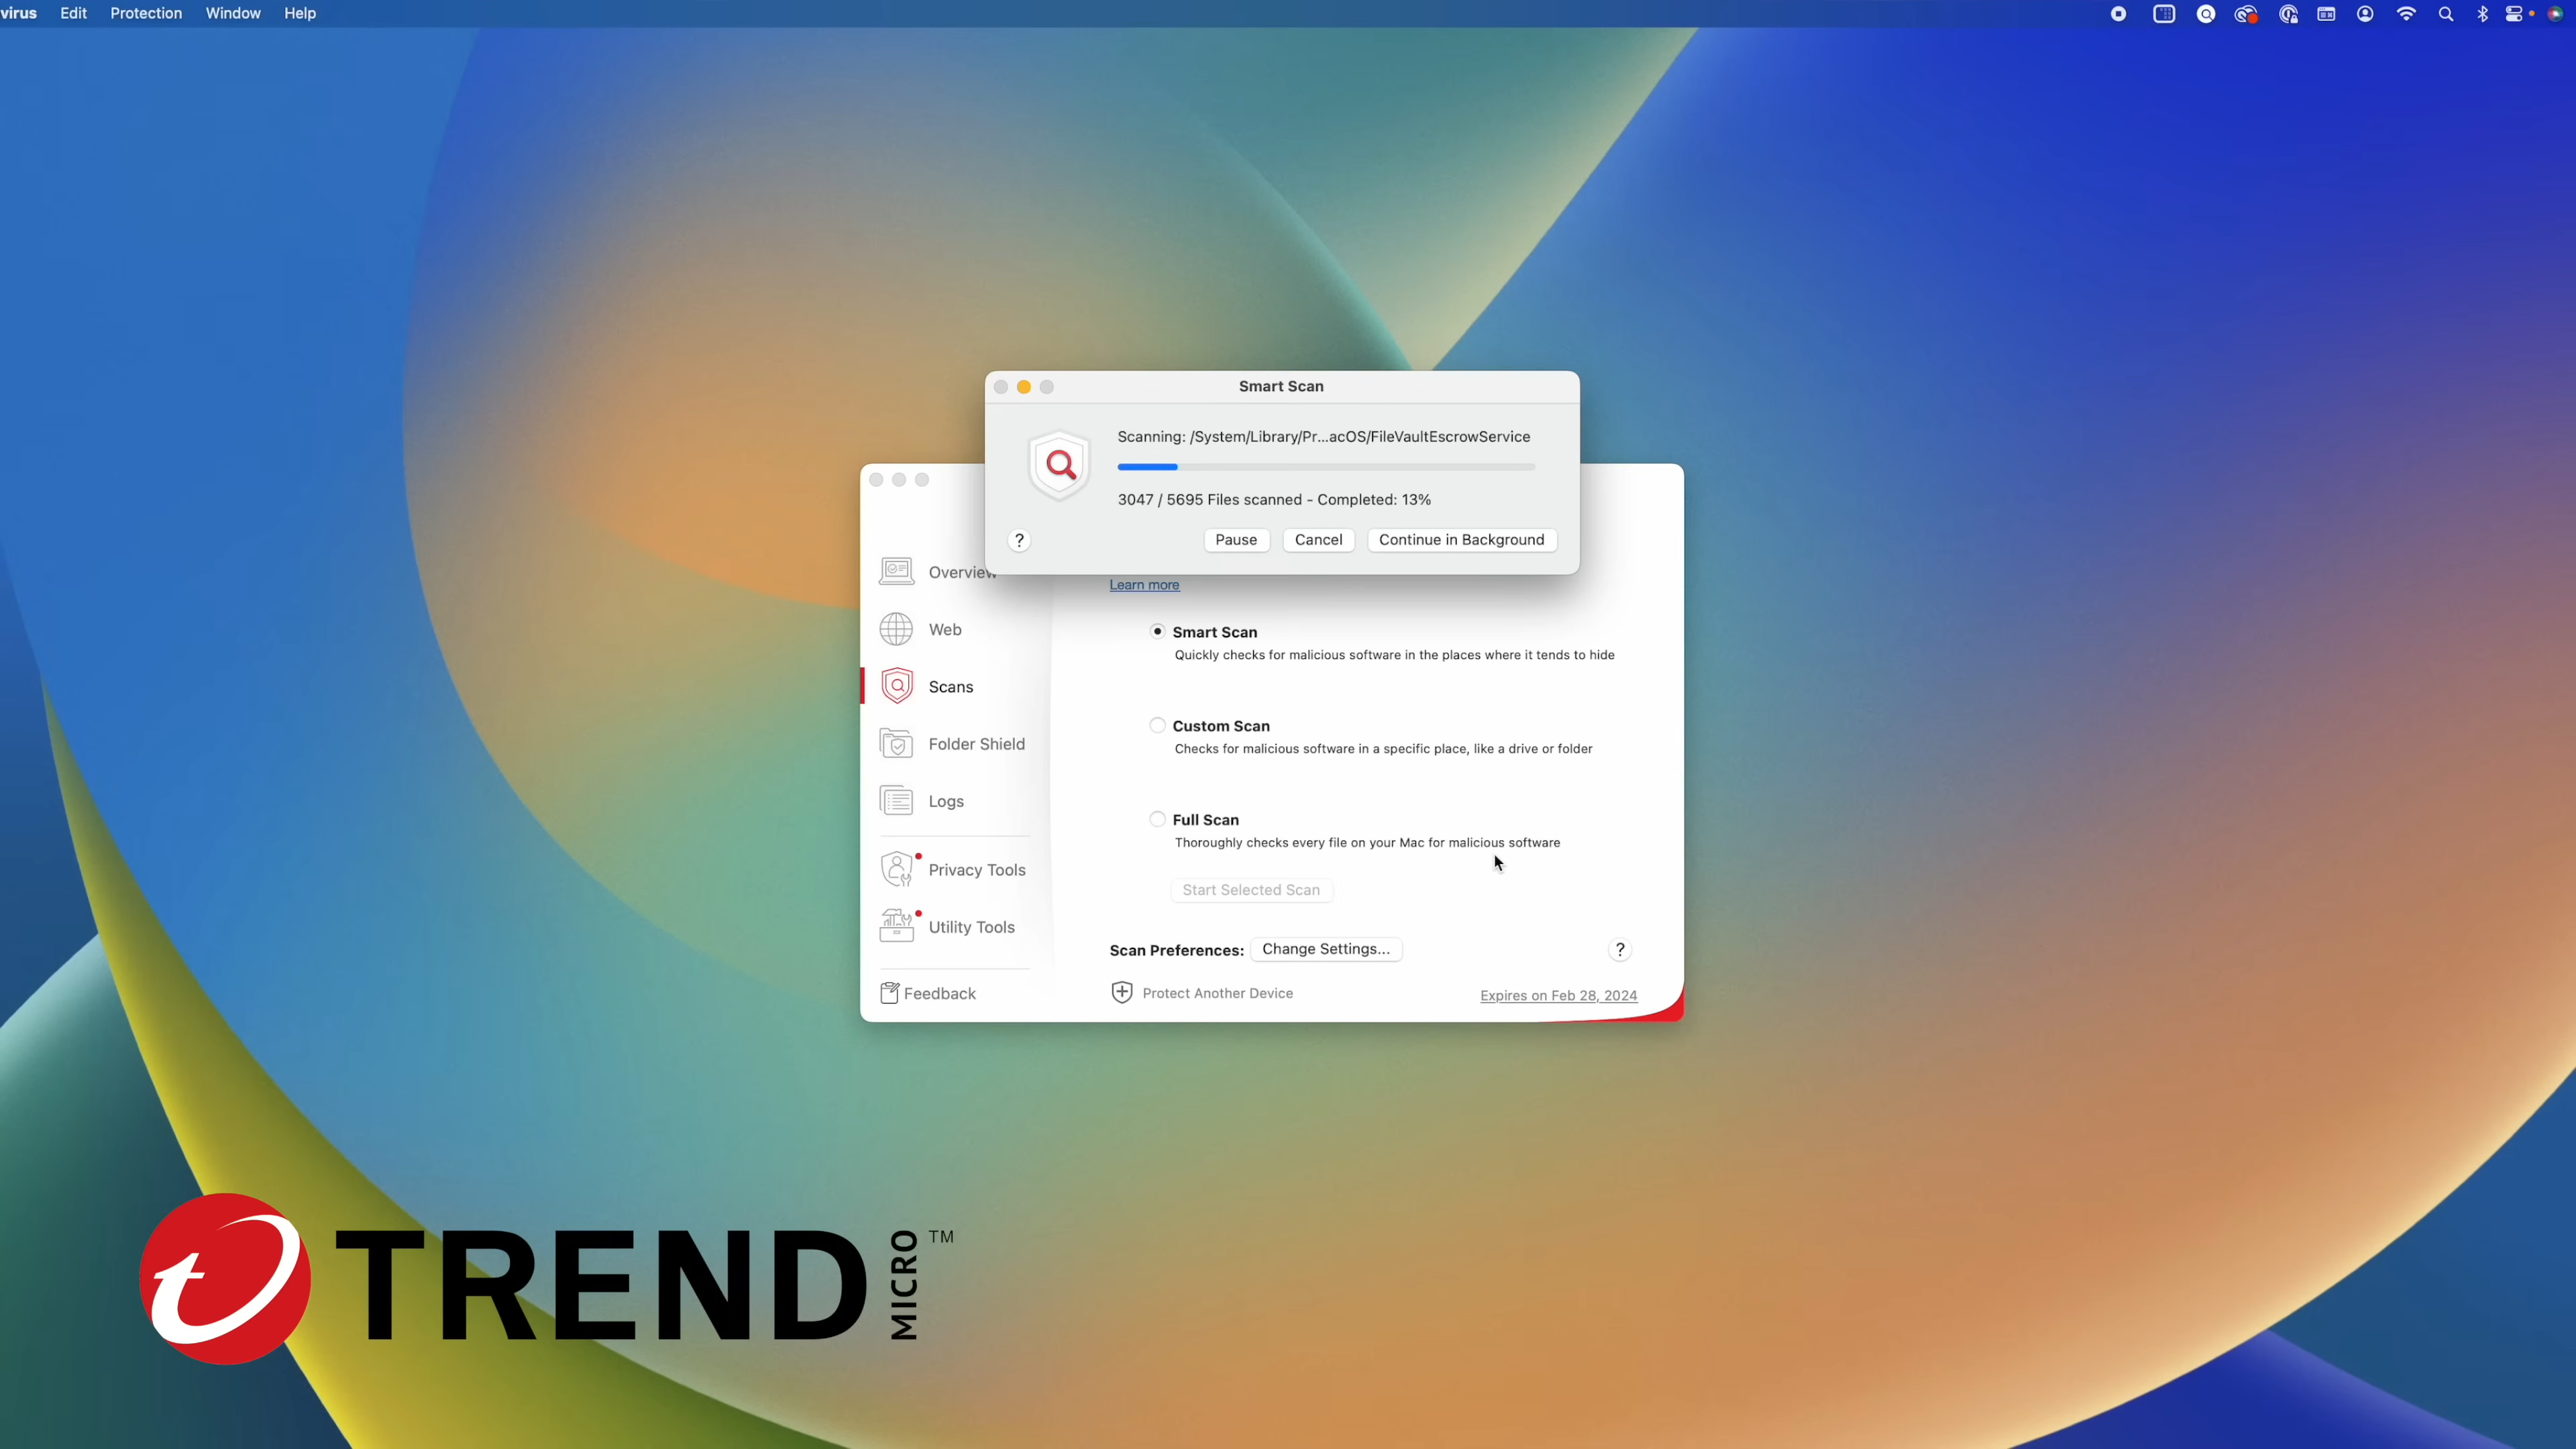 virus Edit Protection Window Help
Smart Scan
Scanning: /System/Library/Pr...acOS/FileVaultEscrowService
3047 / 5695 Files scanned - Completed: 13%
? Pause Cancel Continue in Background
Overview
Web
Scans
Folder Shield
Logs
Privacy Tools
Utility Tools
Feedback
Learn more
Smart Scan
Quickly checks for malicious software in the places where it tends to hide
Custom Scan
Checks for malicious software in a specific place, like a drive or folder
Full Scan
Thoroughly checks every file on your Mac for malicious software
Start Selected Scan
Scan Preferences: Change Settings... ?
Protect Another Device Expires on Feb 28, 2024
TREND MICRO ™